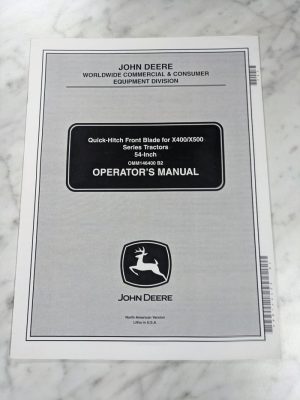 JOHN DEERE
WORLDWIDE COMMERCIAL & CONSUMER
EQUIPMENT DIVISION
Quick-Hitch Front Blade for X400/X500
Series Tractors
54-Inch
OMM146400 B2
OPERATOR'S MANUAL
JOHN DEERE
North American Version
Litho in U.S.A.